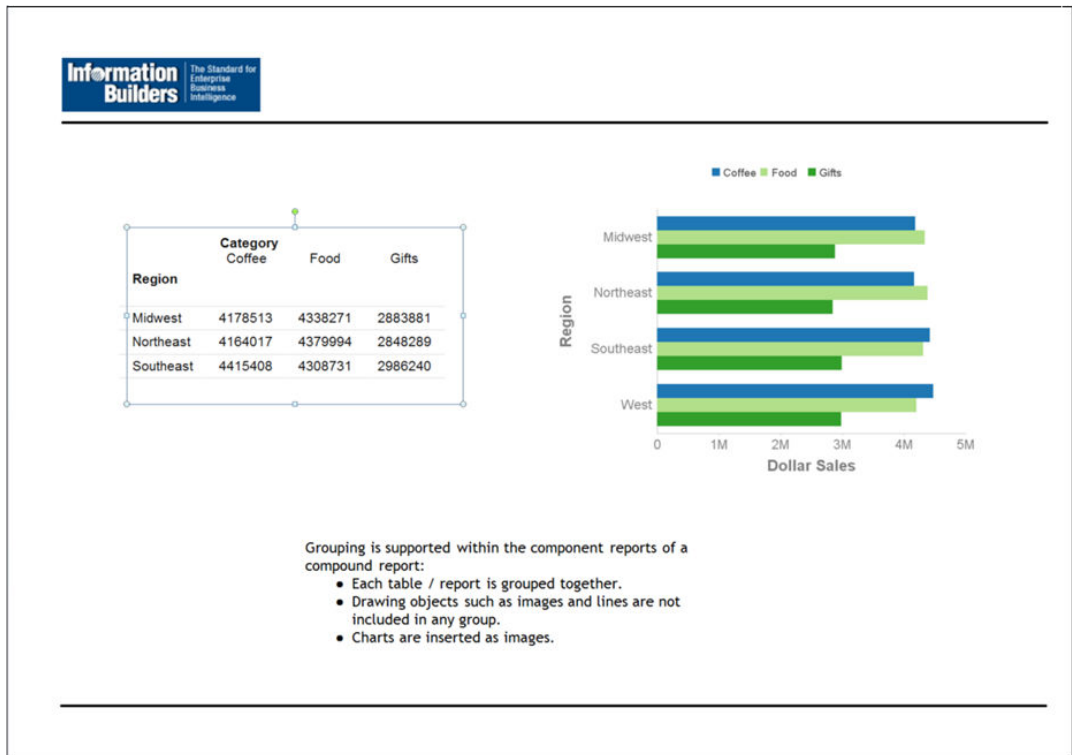 Information
Builders
The Standard for
Enterprise
Business
Intelligence
Category
Coffee Food Gifts
Region
Midwest 4178513 4338271 2883881
Northeast 4164017 4379994 2848289
Southeast 4415408 4308731 2986240
Coffee Food Gifts
Region
Midwest
Northeast
Southeast
West
0 1M 2M 3M 4M 5M
Dollar Sales
Grouping is supported within the component reports of a
compound report:
● Each table / report is grouped together.
● Drawing objects such as images and lines are not
included in any group.
● Charts are inserted as images.